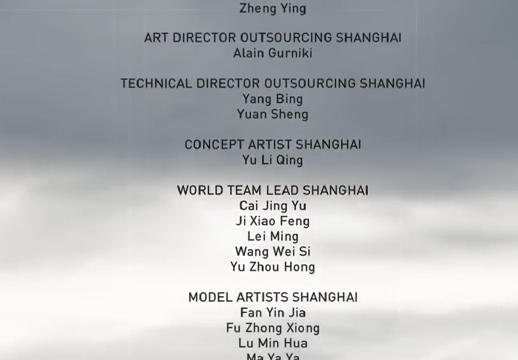 Zheng Ying
ART DIRECTOR OUTSOURCING SHANGHAI
Alain Gurniki
TECHNICAL DIRECTOR OUTSOURCING SHANGHAI
Yang Bing
Yuan Sheng
CONCEPT ARTIST SHANGHAI
Yu Li Qing
WORLD TEAM LEAD SHANGHAI
Cai Jing Yu
Ji Xiao Feng
Lei Ming
Wang Wei Si
Yu Zhou Hong
MODEL ARTISTS SHANGHAI
Fan Yin Jia
Fu Zhong Xiong
Lu Min Hua
Ma Ya Ya